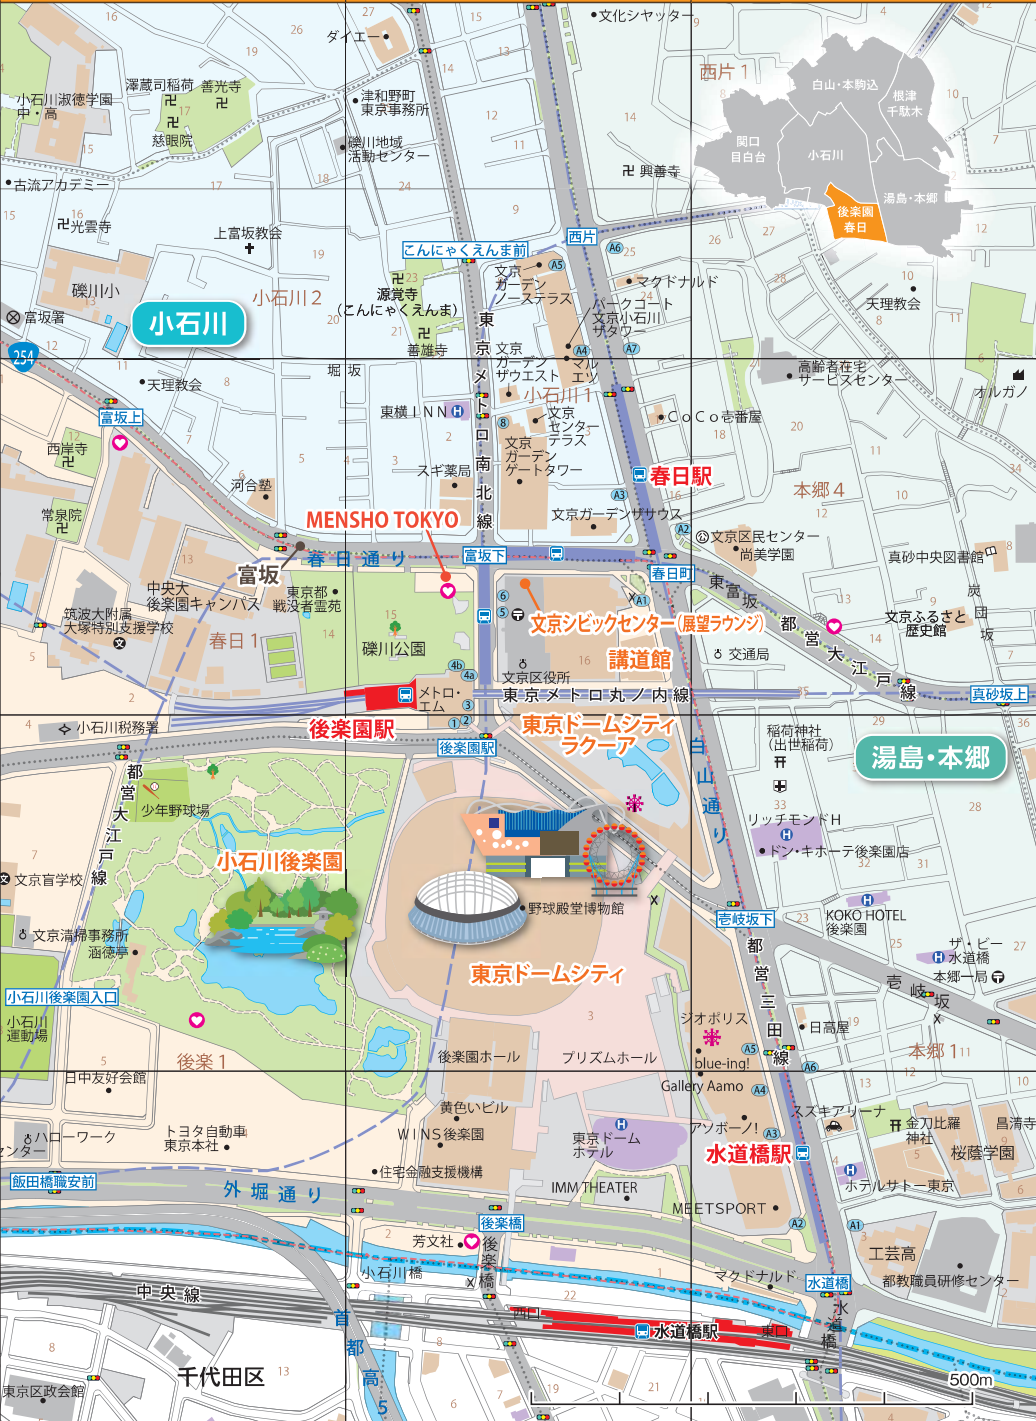 文化シヤッター
ダイエー
西片1
澤蔵司稲荷
善光寺
慈眼院
小石川淑徳学園
中・高
津和野町
東京事務所
礫川地域
活動センター
白山・本駒込
根津
千駄木
関口
目白台
小石川
湯島・本郷
後楽園
春日
興善寺
古流アカデミー
光雲寺
上富坂教会
こんにゃくえんま前
西片
礫川小
小石川2
源覚寺
(こんにゃくえんま)
善雄寺
文京
ガーデン
ノーステラス
マクドナルド
パークコート
文京小石川
ザタワー
天理教会
富坂署
小石川
254
天理教会
堀坂
東京メトロ南北線
文京
ガーデン
ザウエスト
マル
エツ
小石川1
高齢者在宅
サービスセンター
オルガノ
富坂上
東横INN
文京
センター
テラス
CoCo壱番屋
西岸寺
文京
ガーデン
ゲートタワー
スギ薬局
春日駅
本郷4
河合塾
常泉院
MENSHO TOKYO
文京ガーデンザサウス
文京区民センター
尚美学園
真砂中央図書館
春日通り
富坂下
富坂
春日町
東富坂
炭団坂
中央大
後楽園キャンパス
東京都
戦没者霊苑
筑波大附属
大塚特別支援学校
春日1
礫川公園
文京シビックセンター(展望ラウンジ)
都営大江戸線
文京ふるさと
歴史館
講道館
交通局
文京区役所
メトロ・
エム
東京メトロ丸ノ内線
真砂坂上
後楽園駅
小石川税務署
後楽園駅
東京ドームシティ
ラクーア
白山通り
稲荷神社
(出世稲荷)
湯島・本郷
都営大江戸線
少年野球場
リッチモンドH
ドン・キホーテ後楽園店
小石川後楽園
文京盲学校
野球殿堂博物館
壱岐坂下
KOKO HOTEL
後楽園
文京清掃事務所
涵徳亭
東京ドームシティ
都営三田線
ザ・ビー
水道橋
本郷一局
壱岐坂
小石川後楽園入口
小石川
運動場
ジオポリス
日高屋
後楽1
後楽園ホール
プリズムホール
blue-ing!
本郷1
日中友好会館
Gallery Aamo
黄色いビル
アソボーノ!
スズキアリーナ
ハローワーク
トヨタ自動車
東京本社
WINS後楽園
東京ドーム
ホテル
金刀比羅
神社
昌清寺
桜蔭学園
水道橋駅
住宅金融支援機構
飯田橋職安前
外堀通り
IMM THEATER
MEETSPORT
ホテルサトー東京
後楽橋
芳文社
後楽橋
小石川橋
工芸高
都教職員研修センター
マクドナルド
水道橋
中央線
首都高5
西口
水道橋駅
東口
水道橋
千代田区
東京区政会館
500m